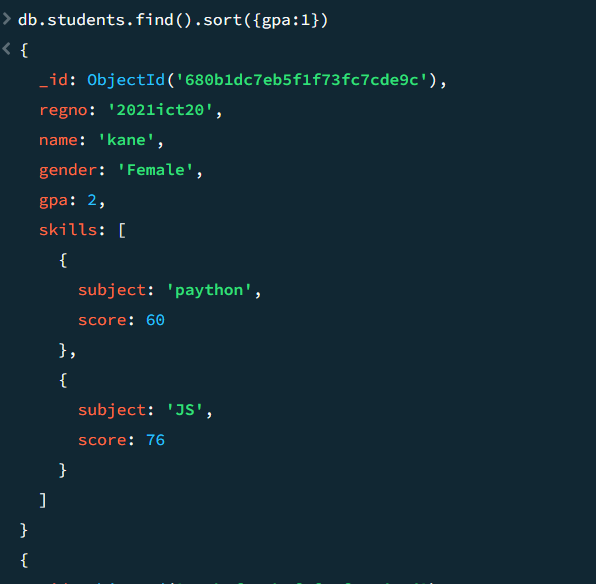 db.students.find().sort({gpa:1})
{
_id: ObjectId('680b1dc7eb5f1f73fc7cde9c'),
regno: '2021ict20',
name: 'kane',
gender: 'Female',
gpa: 2,
skills: [
{
subject: 'paython',
score: 60
},
{
subject: 'JS',
score: 76
}
]
}
{